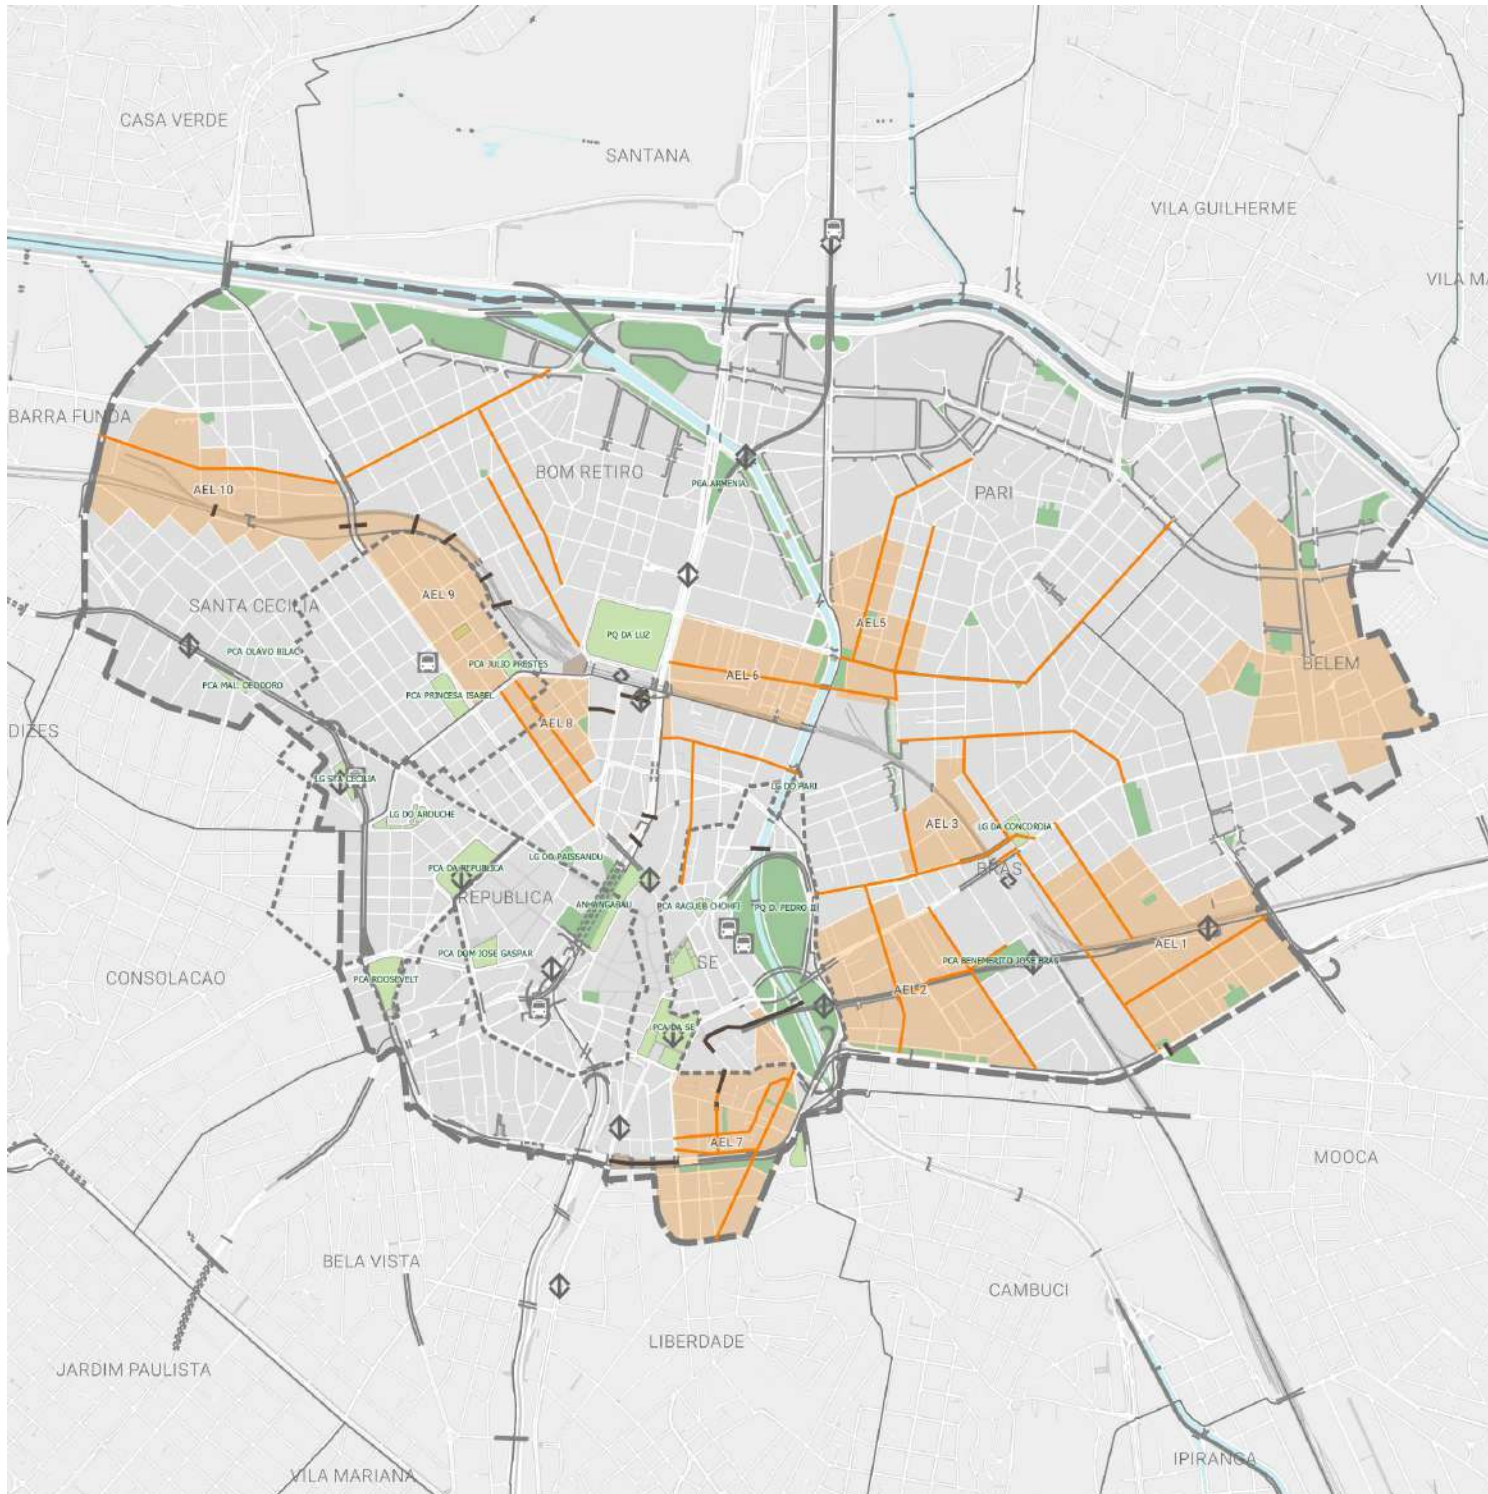 CASA VERDE
SANTANA
VILA GUILHERME
VILA MA
BARRA FUNDA
BOM RETIRO
PCA ARMENIA
PARI
AEL 10
AEL 9
SANTA CECILIA
PQ DA LUZ
AEL 5
BELEM
PCA OLAVO BILAC
PCA JULIO PRESTES
AEL 6
PCA MAL. DEODORO
PCA PRINCESA ISABEL
AEL 8
DIZES
LG STA CECILIA
LG DO PARI
LG DO AROUCHE
AEL 3
LG DA CONCORDIA
LG DO PAISSANDU
PCA DA REPUBLICA
BRAS
REPUBLICA
ANHANGABAU
PCA RAGUEB CHOHFI
PQ D. PEDRO II
AEL 1
PCA DOM JOSE GASPAR
SE
PCA BENEMERITO JOSE BRAS
CONSOLACAO
PCA ROOSEVELT
AEL 2
PCA DA SE
AEL 7
MOOCA
BELA VISTA
CAMBUCI
LIBERDADE
JARDIM PAULISTA
IPIRANGA
VILA MARIANA